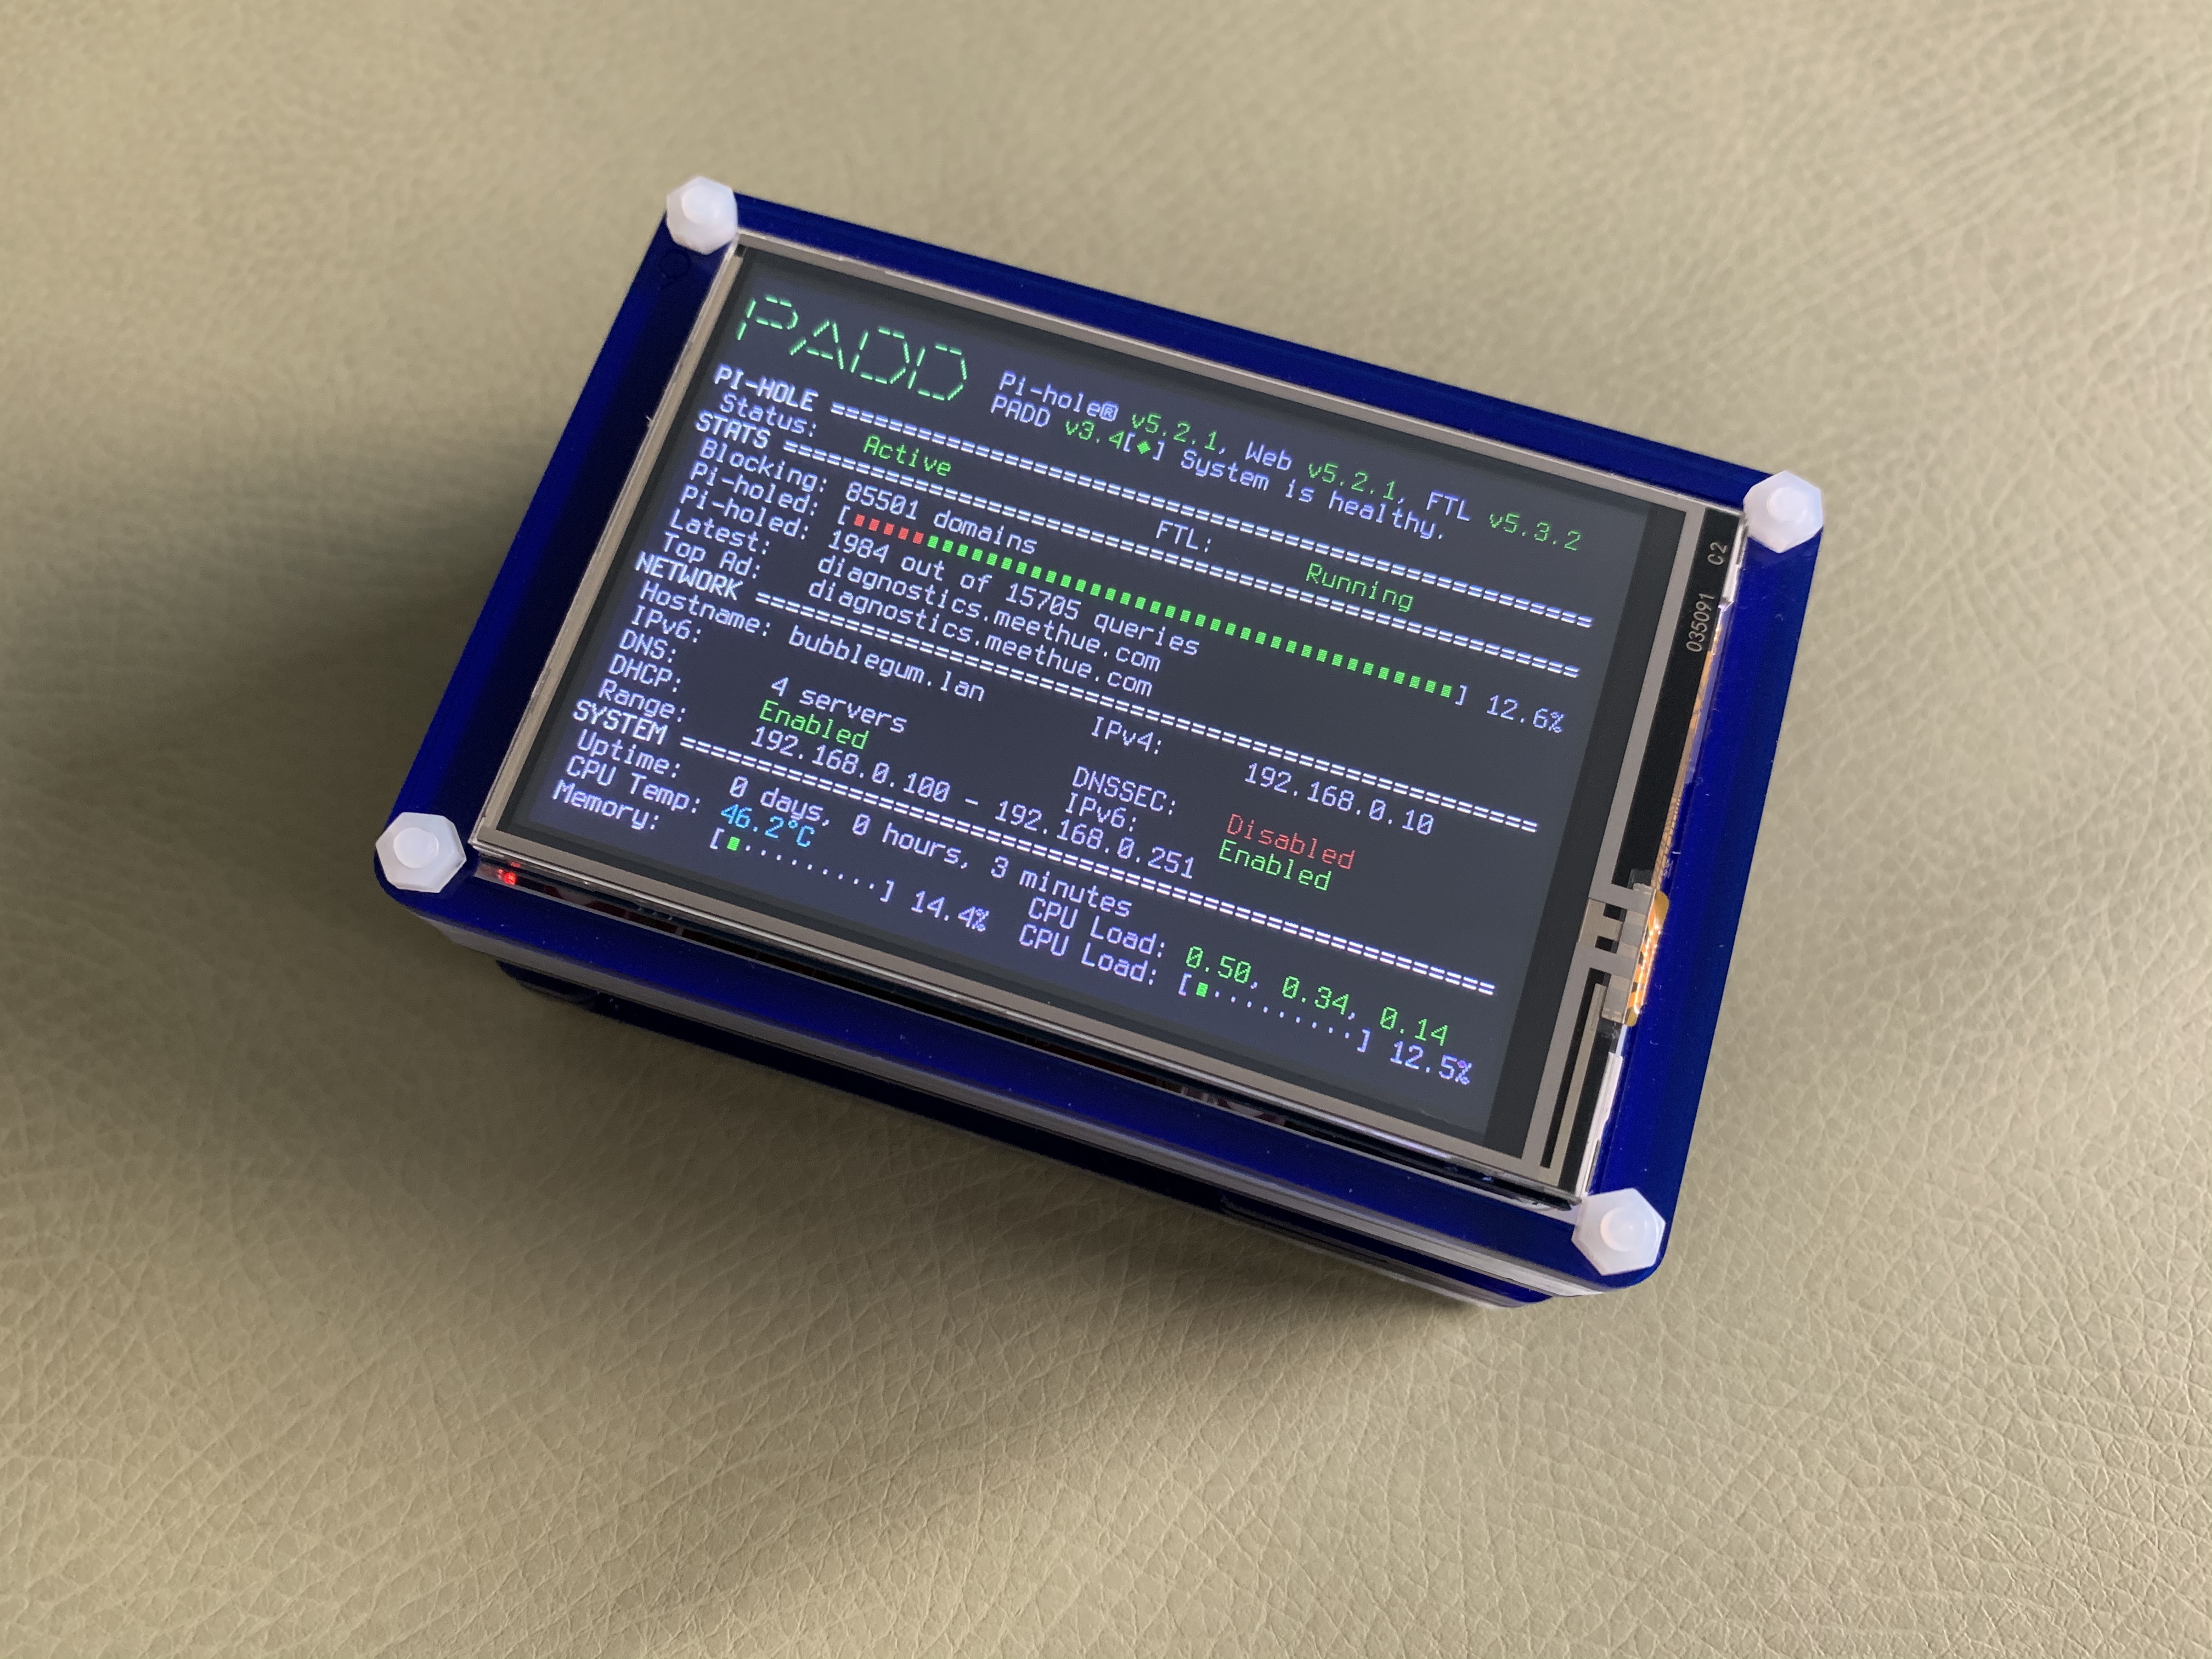 PADD
Pi-hole® v5.2.1, Web v5.2.1, FTL v5.3.2
PADD v3.4[◆] System is healthy.
PI-HOLE ====================================================
Status: Active FTL: Running
STATS ======================================================
Blocking: 85501 domains
Pi-holed: [■■■■■■■■■■■■■■■■■■■■■■■■■■■■■■■■■■■■■■■■] 12.6%
Pi-holed: 1984 out of 15705 queries
Latest: diagnostics.meethue.com
Top Ad: diagnostics.meethue.com
NETWORK ====================================================
Hostname: bubblegum.lan IPv4: 192.168.0.10
IPv6:
DNS: 4 servers DNSSEC: Disabled
DHCP: Enabled IPv6: Enabled
Range: 192.168.0.100 - 192.168.0.251
SYSTEM =====================================================
Uptime: 0 days, 0 hours, 3 minutes
CPU Temp: 46.2°C CPU Load: 0.50, 0.34, 0.14
Memory: [■·········] 14.4% CPU Load: [■·········] 12.5%
035091 C2